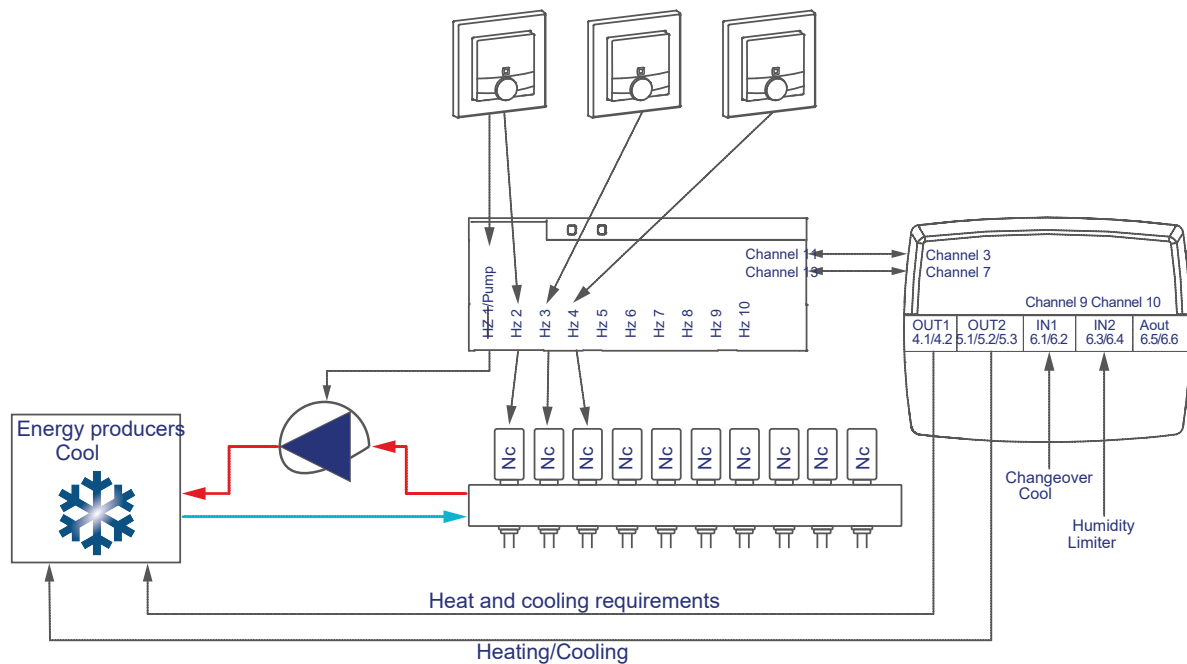 Channel 11
Channel 13
Hz 1/Pump
Hz 2
Hz 3
Hz 4
Hz 5
Hz 6
Hz 7
Hz 8
Hz 9
Hz 10
Channel 3
Channel 7
Channel 9 Channel 10
OUT1
4.1/4.2
OUT2
5.1/5.2/5.3
IN1
6.1/6.2
IN2
6.3/6.4
Aout
6.5/6.6
Energy producers
Cool
Nc
Nc
Nc
Nc
Nc
Nc
Nc
Nc
Nc
Nc
Changeover
Cool
Humidity
Limiter
Heat and cooling requirements
Heating/Cooling